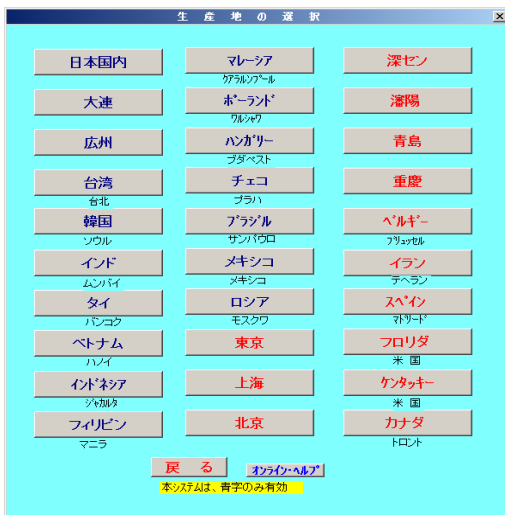 生 産 地 の 選 択
日本国内
マレーシア
深セン
ｸｱﾗﾙﾝﾌﾟｰﾙ
大連
ﾎﾟｰﾗﾝﾄﾞ
瀋陽
ﾜﾙｼｬﾜ
広州
ﾊﾝｶﾞﾘｰ
青島
ブダペスト
台湾
チェコ
重慶
台北
プラハ
韓国
ﾌﾞﾗｼﾞﾙ
ﾍﾞﾙｷﾞｰ
ソウル
サンパウロ
ﾌﾞﾘｭｯｾﾙ
インド
メキシコ
イラン
ムンバイ
メキシコ
テヘラン
タイ
ロシア
ｽﾍﾟｲﾝ
バンコク
モスクワ
ﾏﾄﾞﾘｰﾄﾞ
ベトナム
東京
フロリダ
ハノイ
米 国
ｲﾝﾄﾞﾈｼｱ
上海
ｹﾝﾀｯｷｰ
ｼﾞｬｶﾙﾀ
米 国
フィリピン
北京
カナダ
マニラ
トロント
戻 る
ｵﾝﾗｲﾝ･ﾍﾙﾌﾟ
本ｼｽﾃﾑは、青字のみ有効